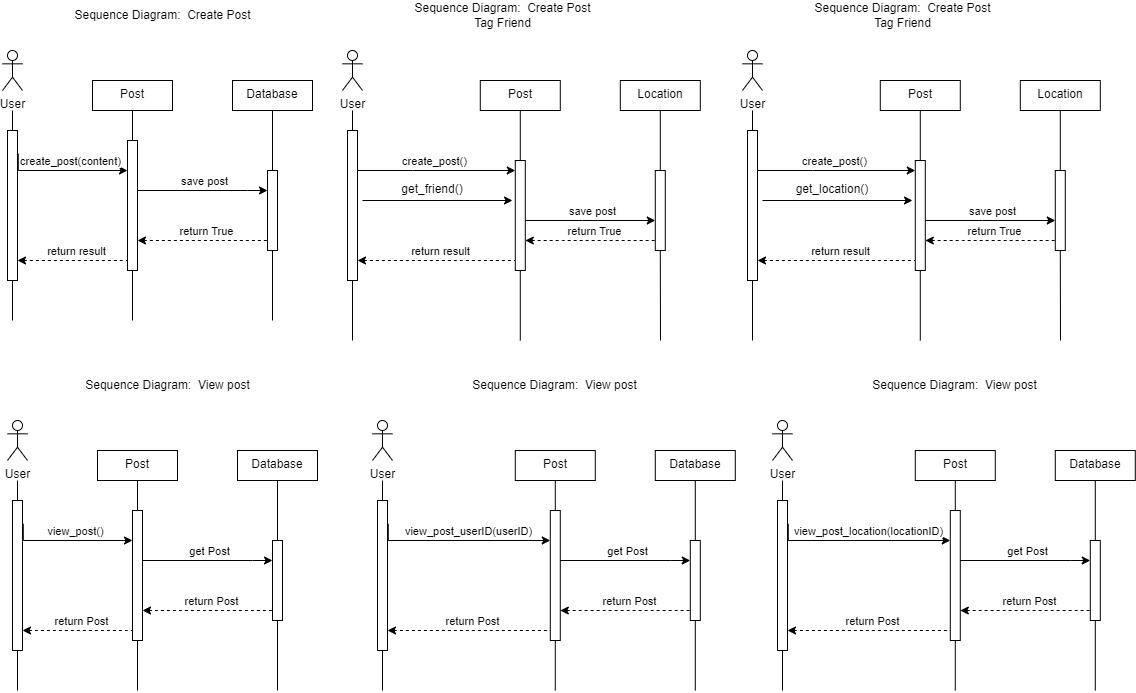 Sequence Diagram:  Create Post
User
Post
Database
create_post(content)
save post
return True
return result
Sequence Diagram:  Create Post
Tag Friend
User
Post
Location
create_post()
get_friend()
save post
return True
return result
Sequence Diagram:  Create Post
Tag Friend
User
Post
Location
create_post()
get_location()
save post
return True
return result
Sequence Diagram:  View post
User
Post
Database
view_post()
get Post
return Post
return Post
Sequence Diagram:  View post
User
Post
Database
view_post_userID(userID)
get Post
return Post
return Post
Sequence Diagram:  View post
User
Post
Database
view_post_location(locationID)
get Post
return Post
return Post